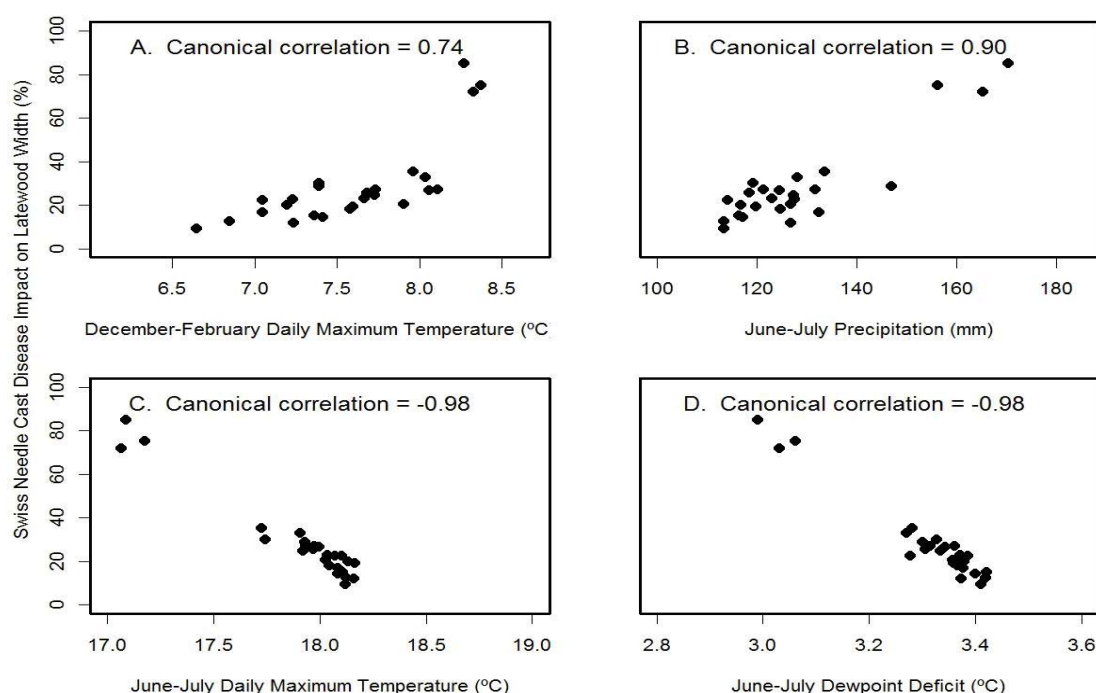 Swiss Needle Cast Disease Impact on Latewood Width (%)
A. Canonical correlation = 0.74
100
80
60
40
20
0
6.5 7.0 7.5 8.0 8.5
December-February Daily Maximum Temperature (ºC)
B. Canonical correlation = 0.90
100 120 140 160 180
June-July Precipitation (mm)
C. Canonical correlation = -0.98
100
80
60
40
20
0
17.0 17.5 18.0 18.5 19.0
June-July Daily Maximum Temperature (ºC)
D. Canonical correlation = -0.98
2.8 3.0 3.2 3.4 3.6
June-July Dewpoint Deficit (ºC)